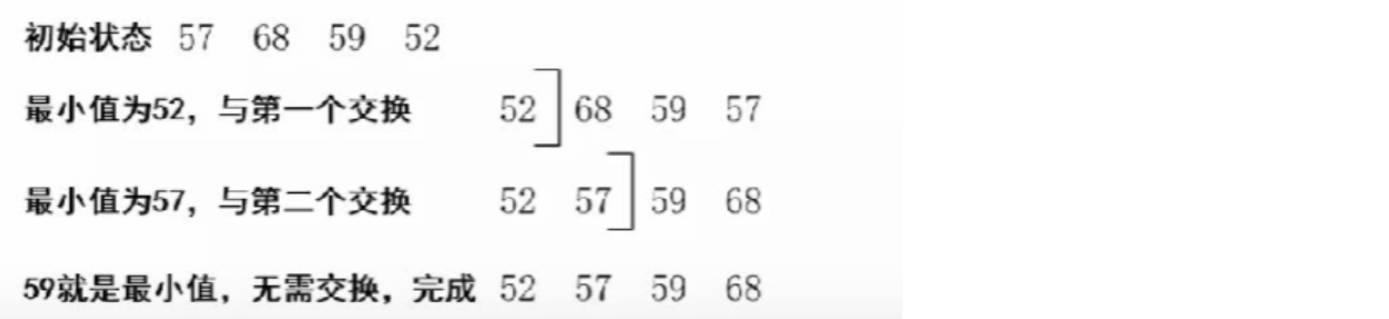 初始状态 57 68 59 52
最小值为52，与第一个交换 52 68 59 57
最小值为57，与第二个交换 52 57 59 68
59就是最小值，无需交换，完成 52 57 59 68